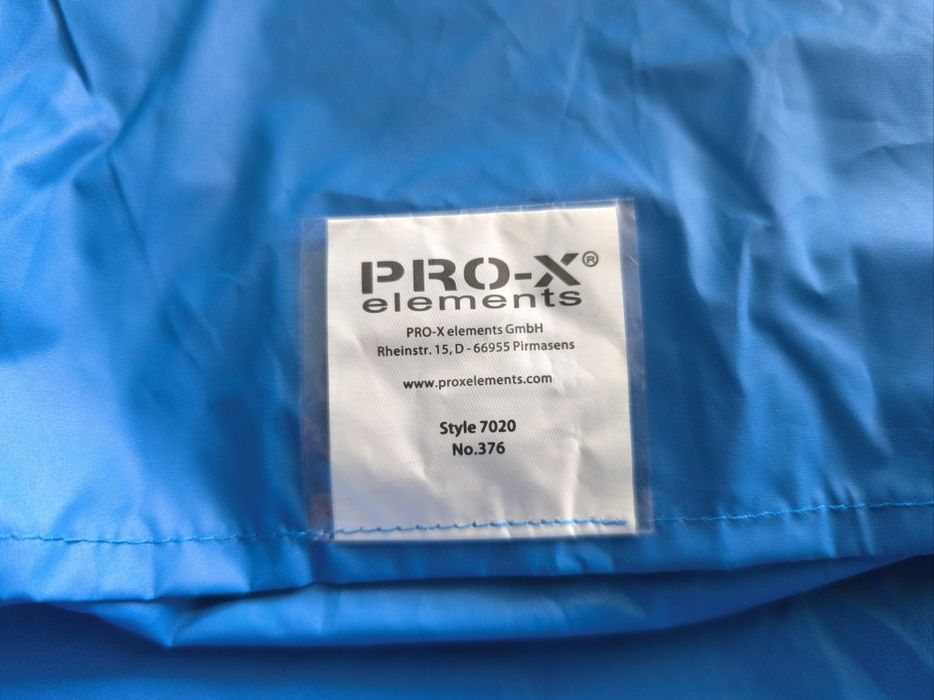 PRO-X®
elements
PRO-X elements GmbH
Rheinstr. 15, D - 66955 Pirmasens
www.proxelements.com
Style 7020
No.376